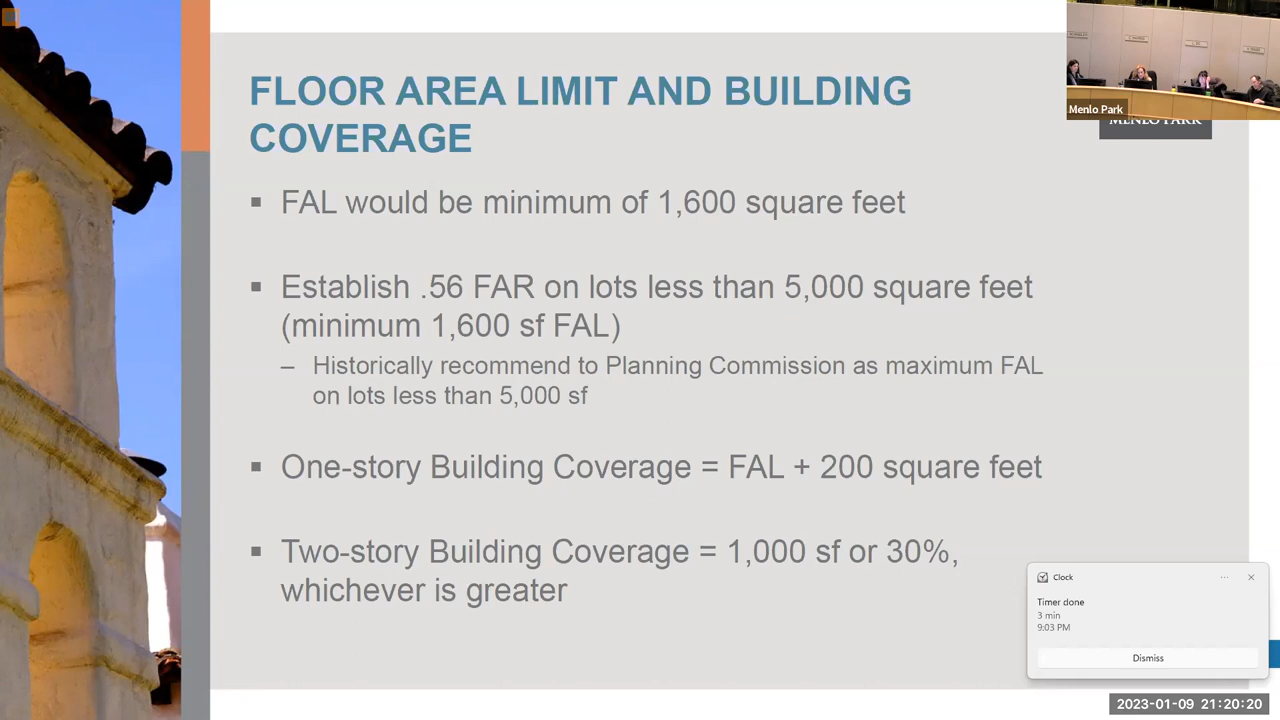 FLOOR AREA LIMIT AND BUILDING
COVERAGE
Menlo Park
MENLO PARK
▪ FAL would be minimum of 1,600 square feet
▪ Establish .56 FAR on lots less than 5,000 square feet
(minimum 1,600 sf FAL)
– Historically recommend to Planning Commission as maximum FAL
on lots less than 5,000 sf
▪ One-story Building Coverage = FAL + 200 square feet
▪ Two-story Building Coverage = 1,000 sf or 30%,
whichever is greater
Clock
Timer done
3 min
9:03 PM
Dismiss
2023-01-09 21:20:20